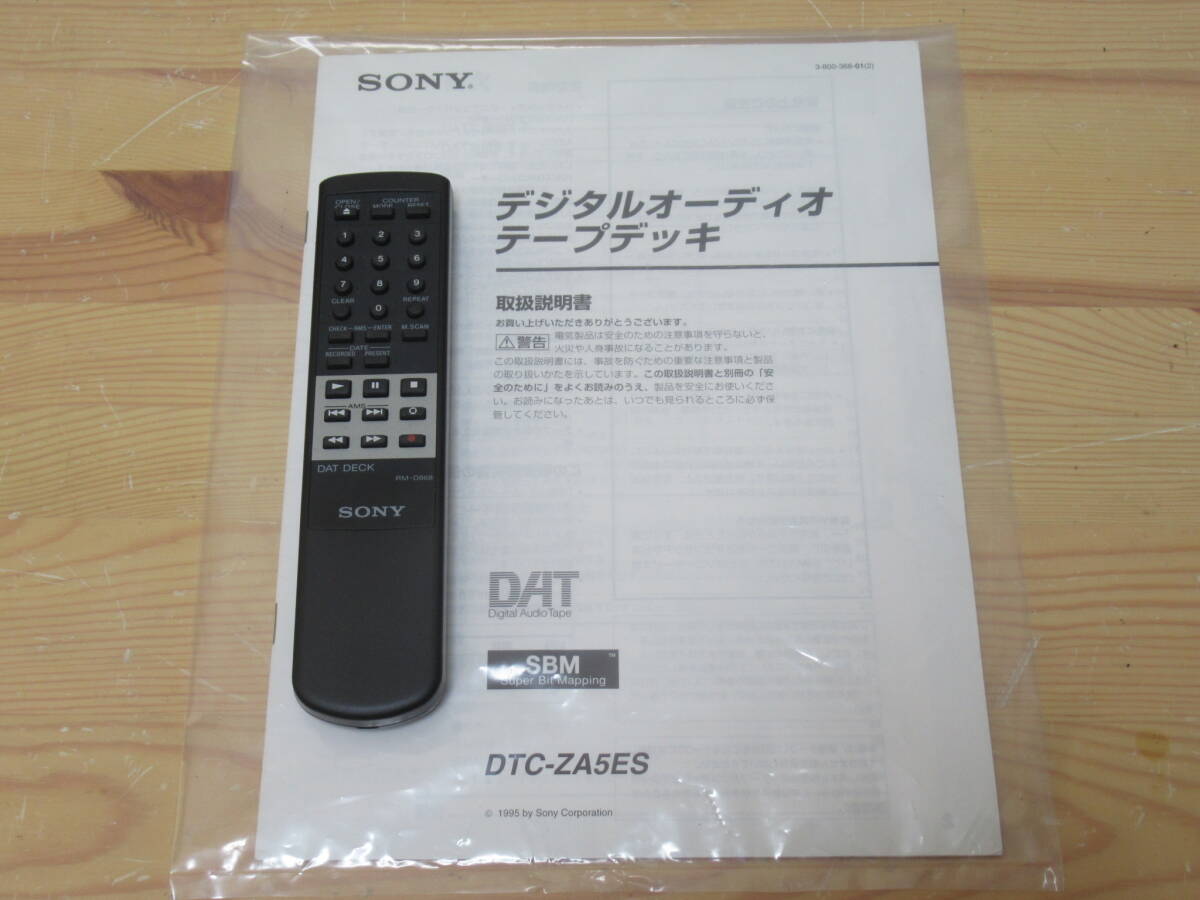 SONY®
3-800-368-01(2)
デジタルオーディオ
テープデッキ
取扱説明書
お買い上げいただきありがとうございます。
警告 電気製品は安全のための注意事項を守らないと、
火災や人身事故になることがあります。
この取扱説明書には、事故を防ぐための重要な注意事項と製品
の取り扱いかたを示しています。この取扱説明書と別冊の「安
全のために」をよくお読みのうえ、製品を安全にお使いくださ
い。お読みになったあとは、いつでも見られるところに必ず保
管してください。
DAT
Digital Audio Tape
SBM™
Super Bit Mapping
DTC-ZA5ES
© 1995 by Sony Corporation
OPEN/
CLOSE
COUNTER
MODE RESET
1 2 3
4 5 6
7 8 9
CLEAR 0 REPEAT
CHECK AMS ENTER M.SCAN
DATE
RECORDED PRESENT
AMS
DAT DECK
RM-D868
SONY